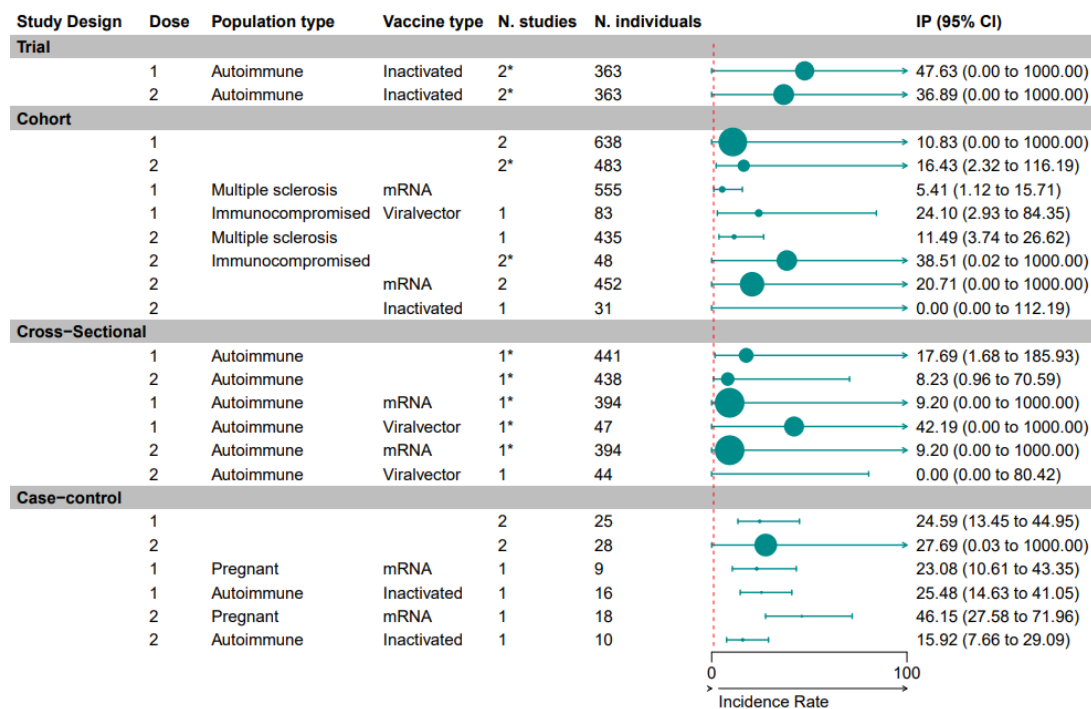 Study Design Dose Population type Vaccine type N. studies N. individuals IP (95% CI)
Trial
1 Autoimmune Inactivated 2* 363 47.63 (0.00 to 1000.00)
2 Autoimmune Inactivated 2* 363 36.89 (0.00 to 1000.00)
Cohort
1 2 638 10.83 (0.00 to 1000.00)
2 2* 483 16.43 (2.32 to 116.19)
1 Multiple sclerosis mRNA 555 5.41 (1.12 to 15.71)
1 Immunocompromised Viralvector 1 83 24.10 (2.93 to 84.35)
2 Multiple sclerosis 1 435 11.49 (3.74 to 26.62)
2 Immunocompromised 2* 48 38.51 (0.02 to 1000.00)
2 mRNA 2 452 20.71 (0.00 to 1000.00)
2 Inactivated 1 31 0.00 (0.00 to 112.19)
Cross−Sectional
1 Autoimmune 1* 441 17.69 (1.68 to 185.93)
2 Autoimmune 1* 438 8.23 (0.96 to 70.59)
1 Autoimmune mRNA 1* 394 9.20 (0.00 to 1000.00)
1 Autoimmune Viralvector 1* 47 42.19 (0.00 to 1000.00)
2 Autoimmune mRNA 1* 394 9.20 (0.00 to 1000.00)
2 Autoimmune Viralvector 1 44 0.00 (0.00 to 80.42)
Case−control
1 2 25 24.59 (13.45 to 44.95)
2 2 28 27.69 (0.03 to 1000.00)
1 Pregnant mRNA 1 9 23.08 (10.61 to 43.35)
1 Autoimmune Inactivated 1 16 25.48 (14.63 to 41.05)
2 Pregnant mRNA 1 18 46.15 (27.58 to 71.96)
2 Autoimmune Inactivated 1 10 15.92 (7.66 to 29.09)
0 100
Incidence Rate